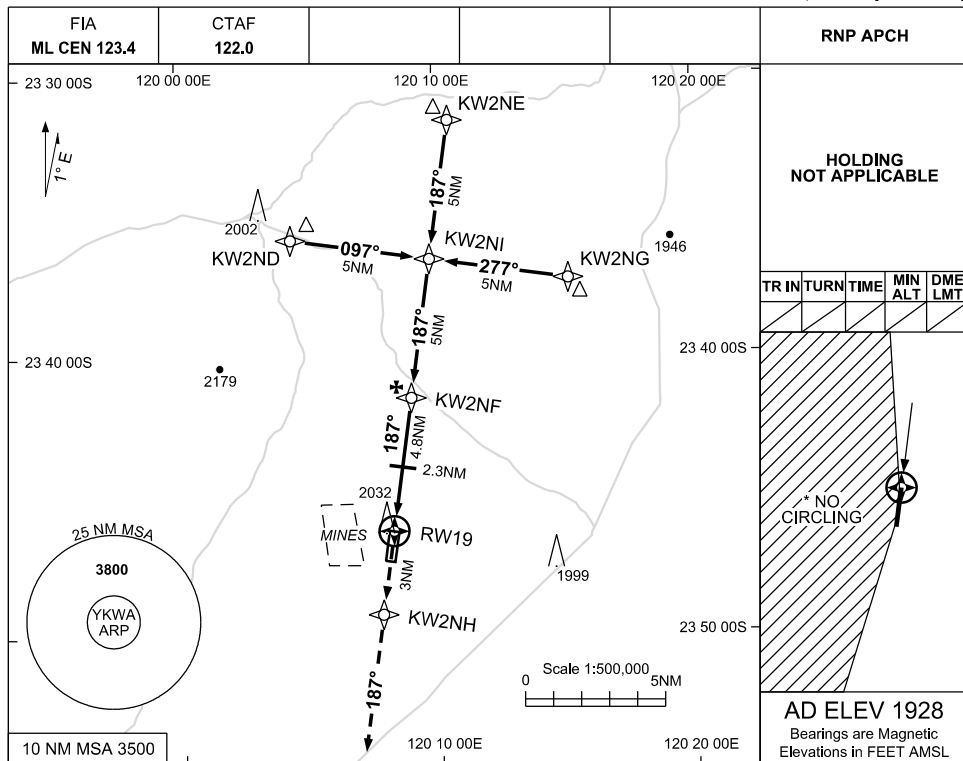 FIA
ML CEN 123.4
CTAF
122.0
RNP APCH
120 00 00E
120 10 00E
120 20 00E
23 30 00S
KW2NE
1° E
187°
5NM
HOLDING
NOT APPLICABLE
2002
KW2ND
097°
5NM
KW2NI
277°
5NM
KW2NG
1946
TR IN
TURN
TIME
MIN
ALT
DME
LMT
187°
5NM
23 40 00S
23 40 00S
2179
KW2NF
187°
4.8NM
2.3NM
2032
MINES
RW19
* NO
CIRCLING
25 NM MSA
3800
YKWA
ARP
3NM
1999
KW2NH
23 50 00S
187°
Scale 1:500,000
0
5NM
10 NM MSA 3500
120 10 00E
120 20 00E
AD ELEV 1928
Bearings are Magnetic
Elevations in FEET AMSL